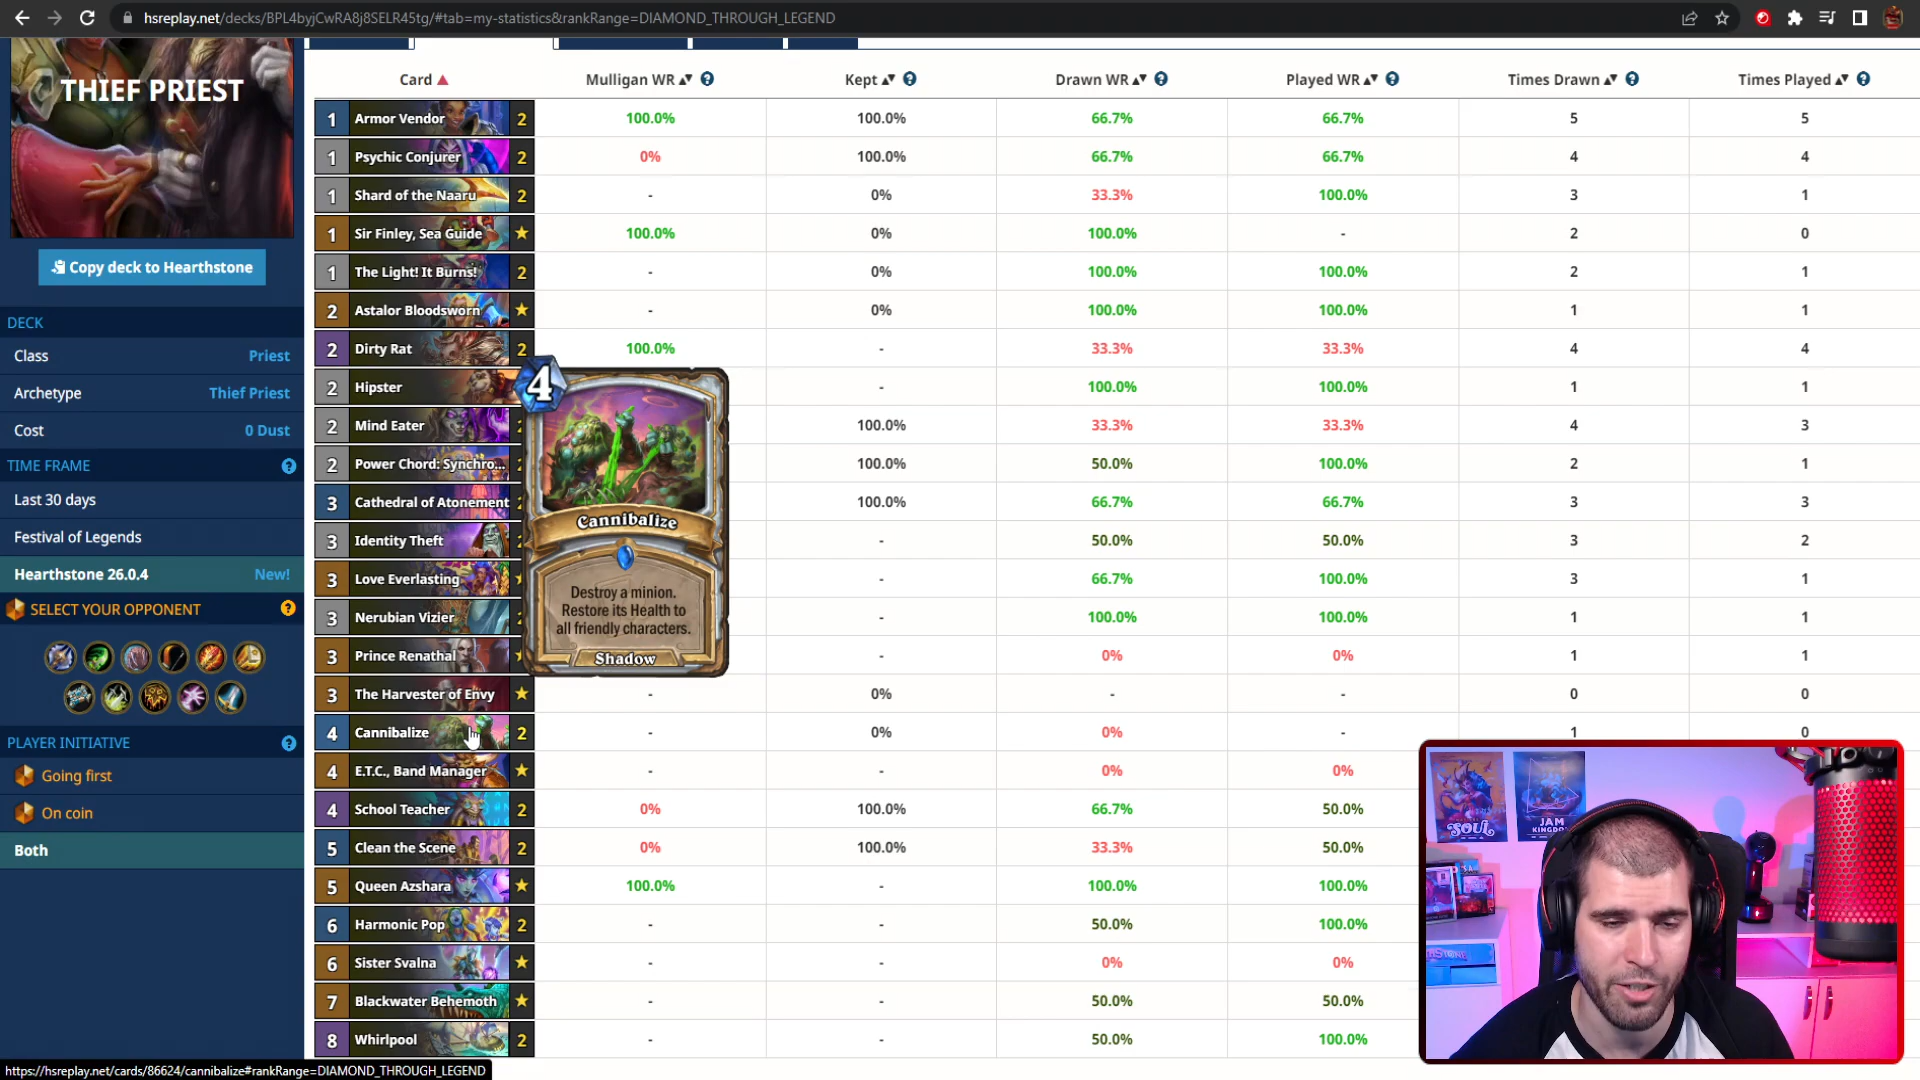 hsreplay.net/decks/BPL4byjCwRA8j8SELR45tg/#tab=my-statistics&rankRange=DIAMOND_THROUGH_LEGEND
THIEF PRIEST
Copy deck to Hearthstone
DECK
Class Priest
Archetype Thief Priest
Cost 0 Dust
TIME FRAME ?
Last 30 days
Festival of Legends
Hearthstone 26.0.4 New!
SELECT YOUR OPPONENT ?
PLAYER INITIATIVE ?
Going first
On coin
Both
Card Mulligan WR ? Kept ? Drawn WR ? Played WR ? Times Drawn ? Times Played ?
1 Armor Vendor 2 100.0% 100.0% 66.7% 66.7% 5 5
1 Psychic Conjurer 2 0% 100.0% 66.7% 66.7% 4 4
1 Shard of the Naaru 2 - 0% 33.3% 100.0% 3 1
1 Sir Finley, Sea Guide 100.0% 0% 100.0% - 2 0
1 The Light! It Burns! 2 - 0% 100.0% 100.0% 2 1
2 Astalor Bloodsworn - 0% 100.0% 100.0% 1 1
2 Dirty Rat 2 100.0% - 33.3% 33.3% 4 4
2 Hipster - 100.0% 100.0% 1 1
2 Mind Eater 100.0% 33.3% 33.3% 4 3
2 Power Chord: Synchro... 100.0% 50.0% 100.0% 2 1
3 Cathedral of Atonement 100.0% 66.7% 66.7% 3 3
3 Identity Theft - 50.0% 50.0% 3 2
3 Love Everlasting - 66.7% 100.0% 3 1
3 Nerubian Vizier - 100.0% 100.0% 1 1
3 Prince Renathal - 0% 0% 1 1
3 The Harvester of Envy - 0% - - 0 0
4 Cannibalize 2 - 0% 0% - 1 0
4 E.T.C., Band Manager - - 0% 0%
4 School Teacher 2 0% 100.0% 66.7% 50.0%
5 Clean the Scene 2 0% 100.0% 33.3% 50.0%
5 Queen Azshara 100.0% - 100.0% 100.0%
6 Harmonic Pop 2 - - 50.0% 100.0%
6 Sister Svalna - - 0% 0%
7 Blackwater Behemoth - - 50.0% 50.0%
8 Whirlpool 2 - - 50.0% 100.0%
4
Cannibalize
Destroy a minion.
Restore its Health to
all friendly characters.
Shadow
SOUL
JAM
KINGDOM
https://hsreplay.net/cards/86624/cannibalize#rankRange=DIAMOND_THROUGH_LEGEND